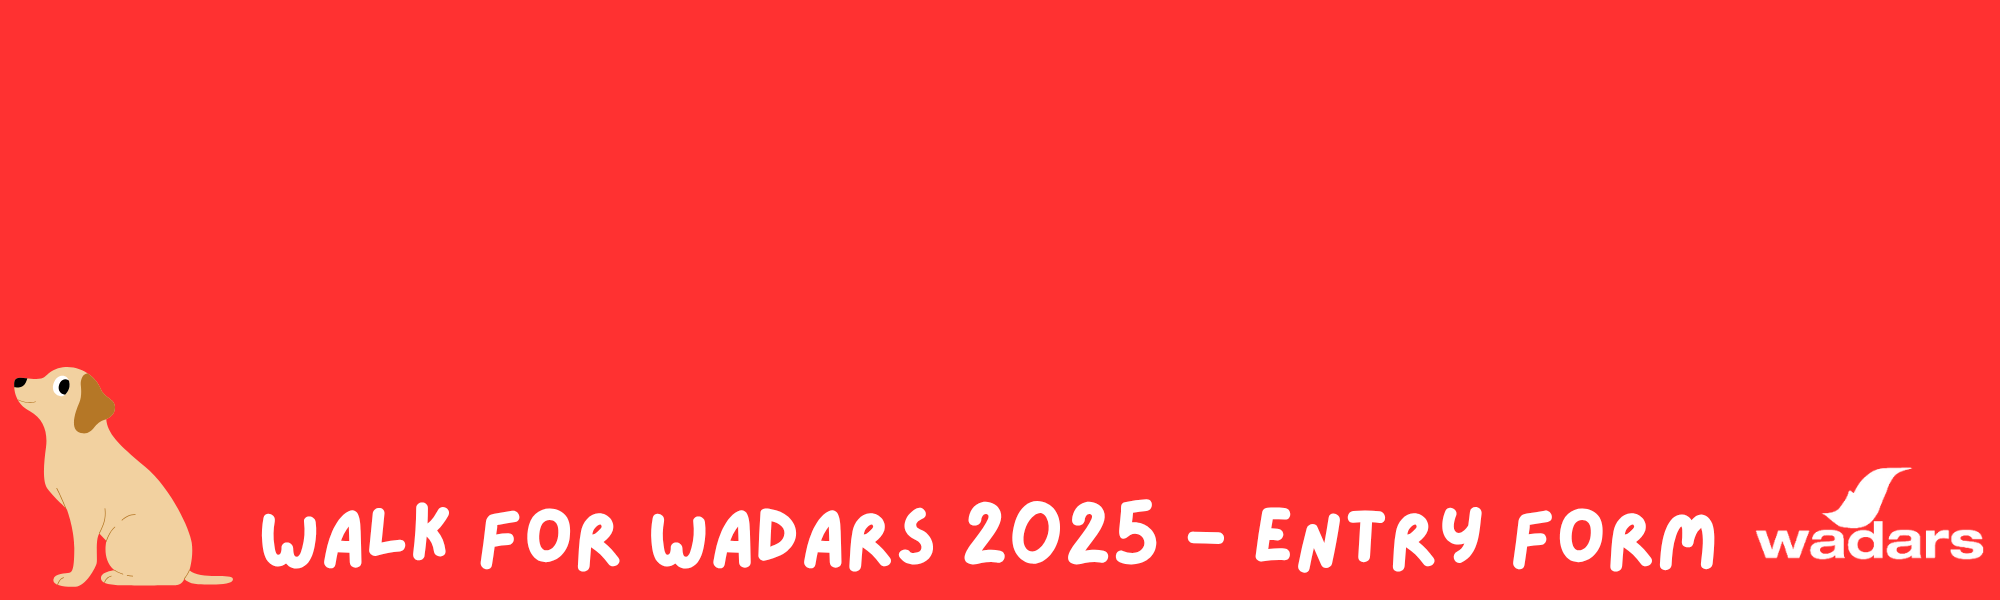 WALK FOR WADARS 2025 - ENTRY FORM
wadars